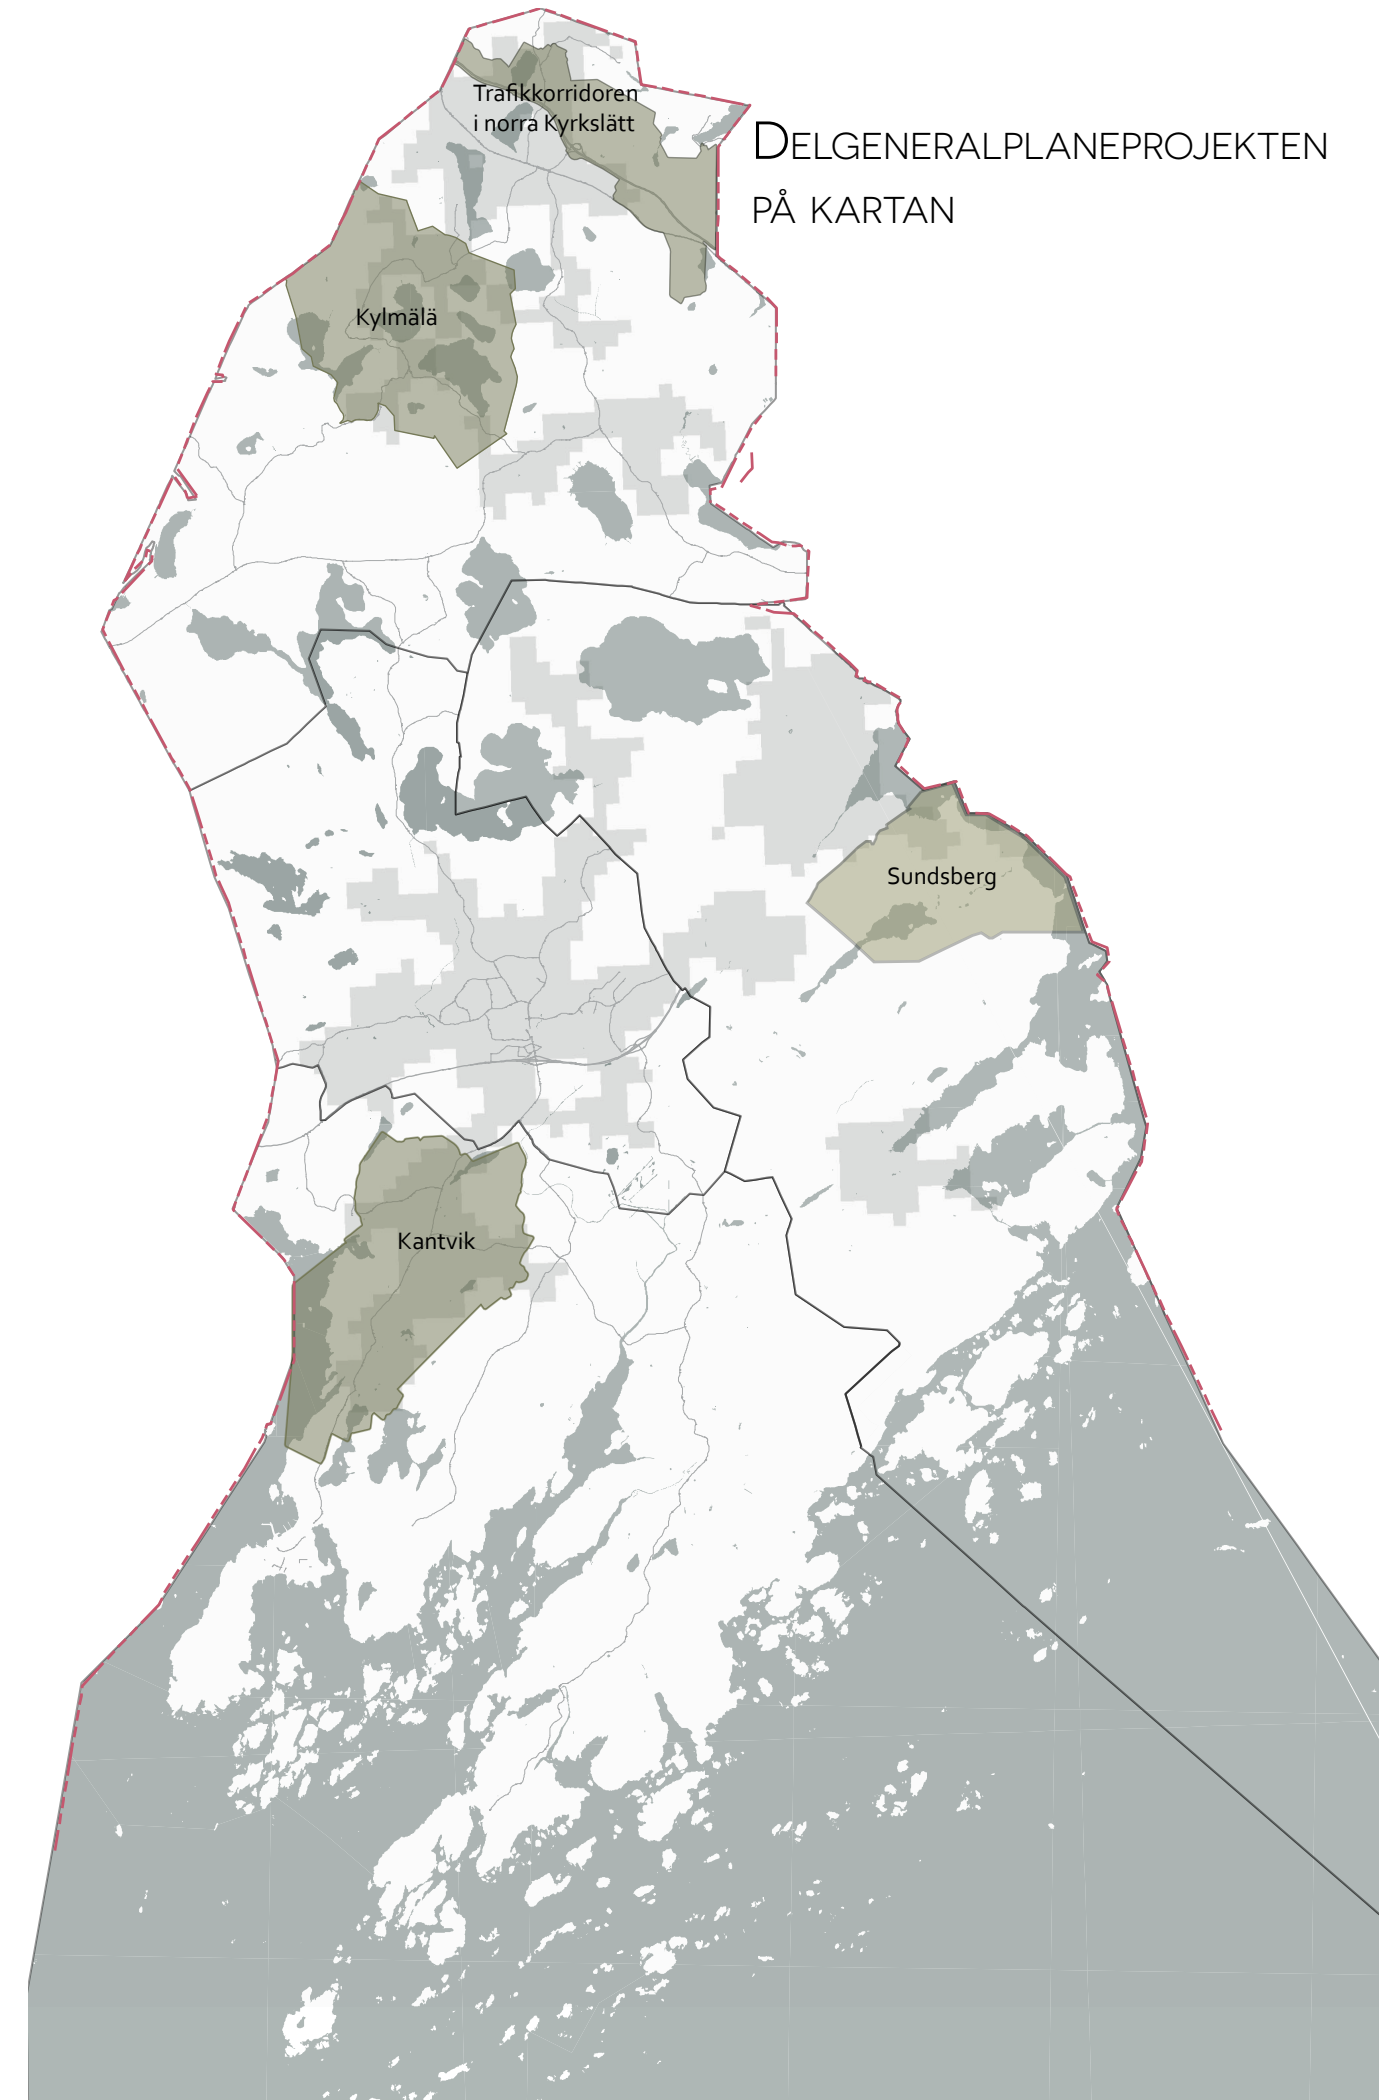 Trafikkorridoren
i norra Kyrkslätt
Delgeneralplaneprojekten
på kartan
Kylmälä
Sundsberg
Kantvik